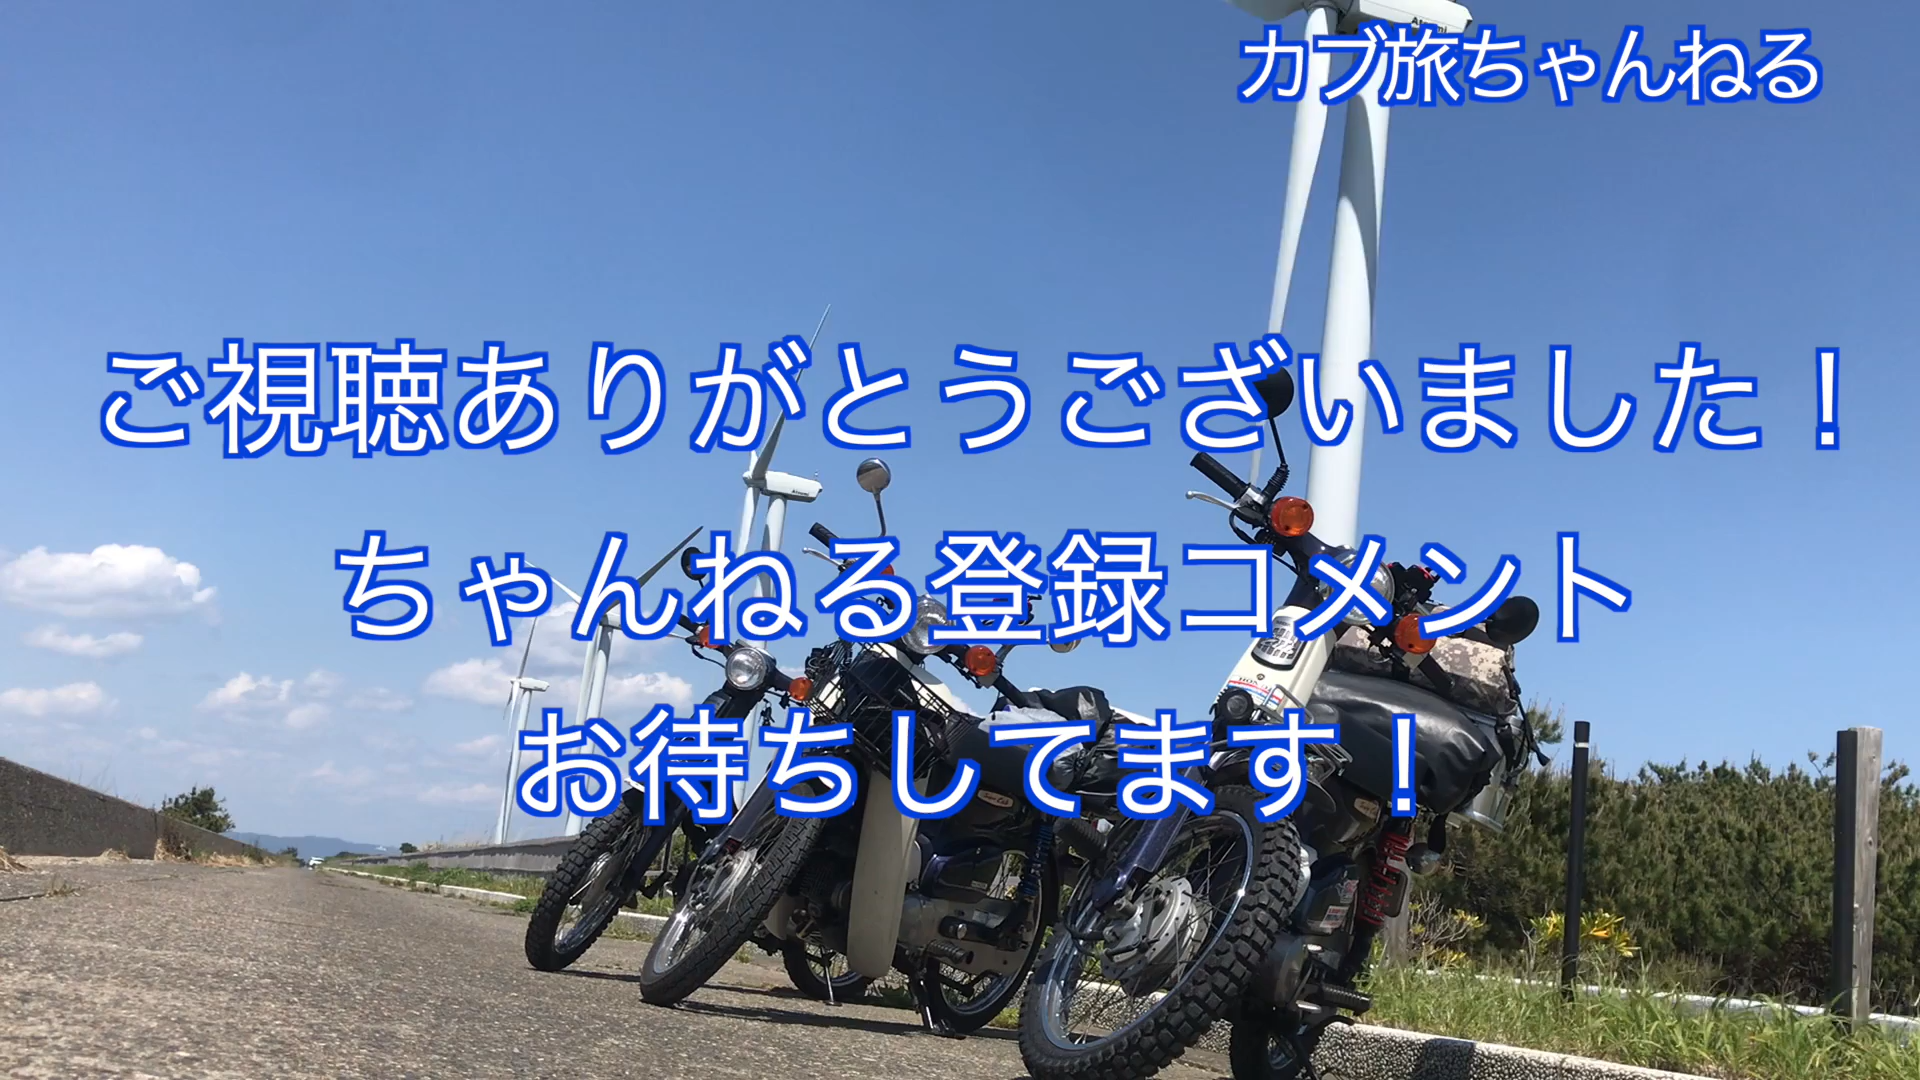 カブ旅ちゃんねる
ご視聴ありがとうございました！
ちゃんねる登録コメント
お待ちしてます！
HONDA